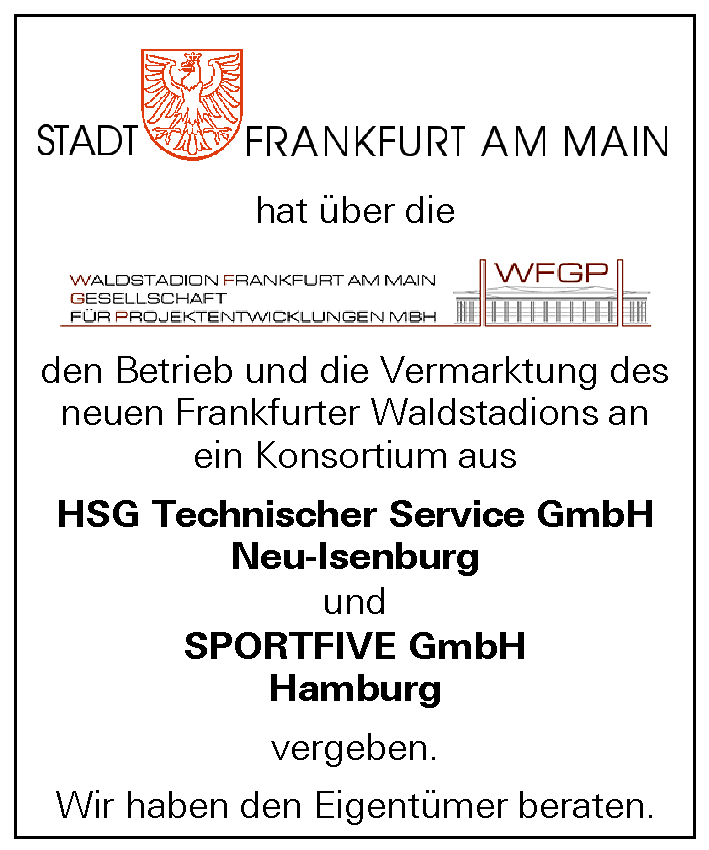 STADT FRANKFURT AM MAIN
hat über die
WALDSTADION FRANKFURT AM MAIN
GESELLSCHAFT
FÜR PROJEKTENTWICKLUNGEN MBH
WFGP
den Betrieb und die Vermarktung des
neuen Frankfurter Waldstadions an
ein Konsortium aus
HSG Technischer Service GmbH
Neu-Isenburg
und
SPORTFIVE GmbH
Hamburg
vergeben.
Wir haben den Eigentümer beraten.